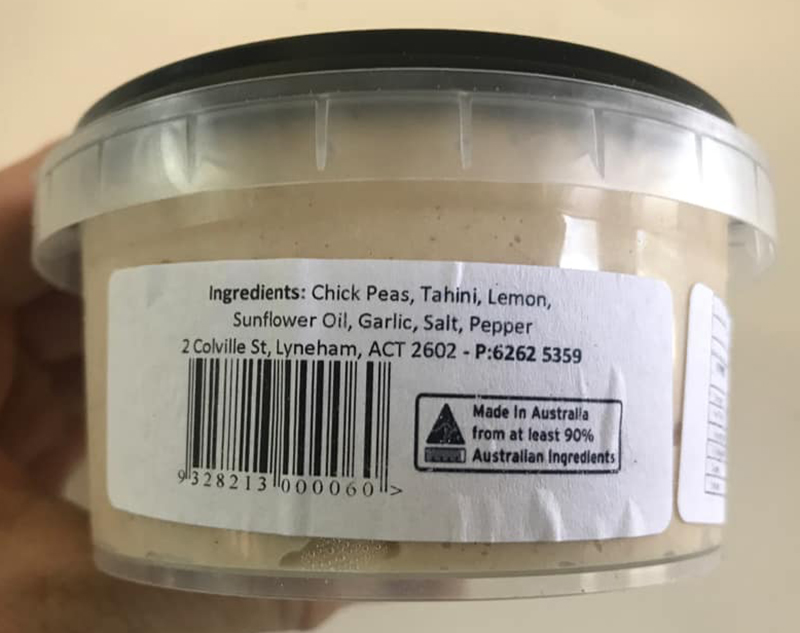 Ingredients: Chick Peas, Tahini, Lemon,
Sunflower Oil, Garlic, Salt, Pepper
2 Colville St, Lyneham, ACT 2602 - P:6262 5359
9 328213 000060 >
Made In Australia
from at least 90%
Australian Ingredients